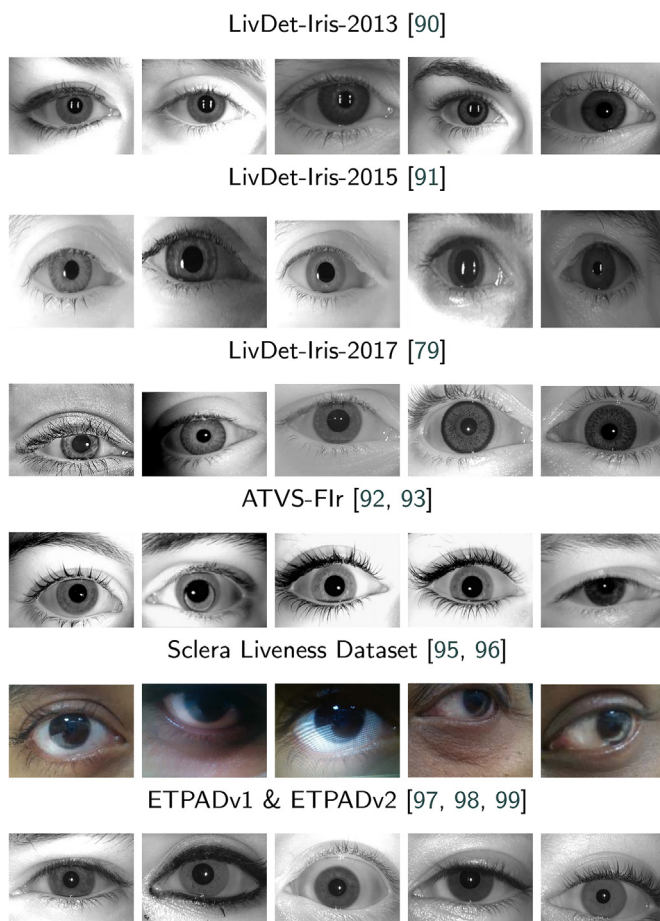 LivDet-Iris-2013 [90]
LivDet-Iris-2015 [91]
LivDet-Iris-2017 [79]
ATVS-FIr [92, 93]
Sclera Liveness Dataset [95, 96]
ETPADv1 & ETPADv2 [97, 98, 99]